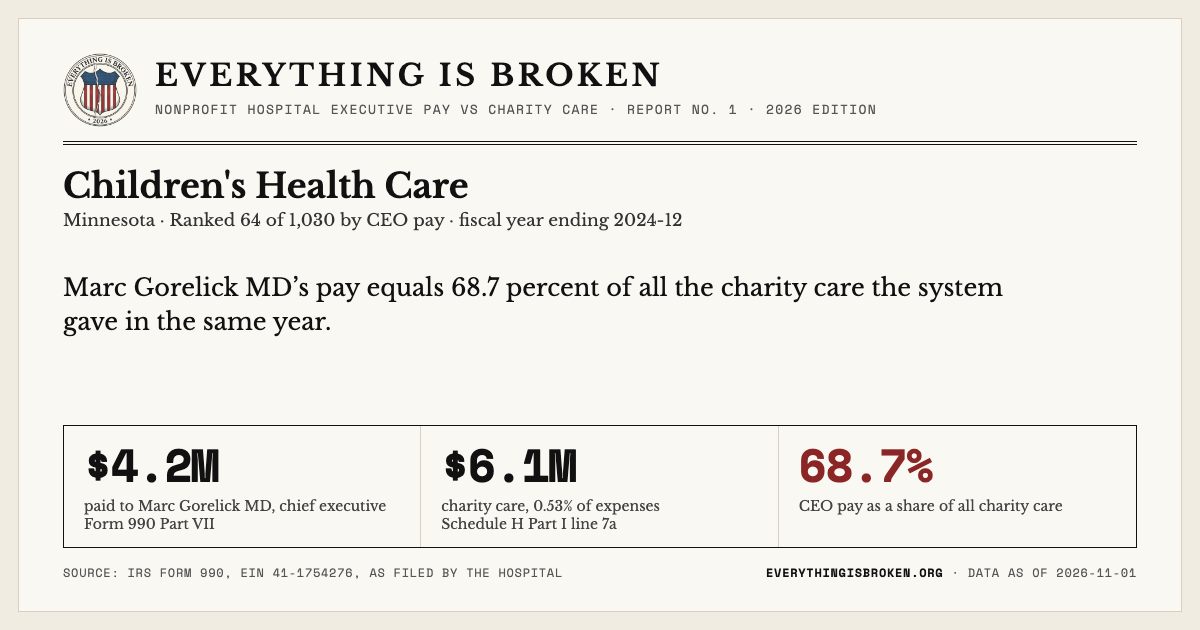 EVERYTHING IS BROKEN
2026
EVERYTHING IS BROKEN
NONPROFIT HOSPITAL EXECUTIVE PAY VS CHARITY CARE · REPORT NO. 1 · 2026 EDITION
Children's Health Care
Minnesota · Ranked 64 of 1,030 by CEO pay · fiscal year ending 2024-12
Marc Gorelick MD’s pay equals 68.7 percent of all the charity care the system
gave in the same year.
$4.2M
paid to Marc Gorelick MD, chief executive
Form 990 Part VII
$6.1M
charity care, 0.53% of expenses
Schedule H Part I line 7a
68.7%
CEO pay as a share of all charity care
SOURCE: IRS FORM 990, EIN 41-1754276, AS FILED BY THE HOSPITAL
EVERYTHINGISBROKEN.ORG · DATA AS OF 2026-11-01